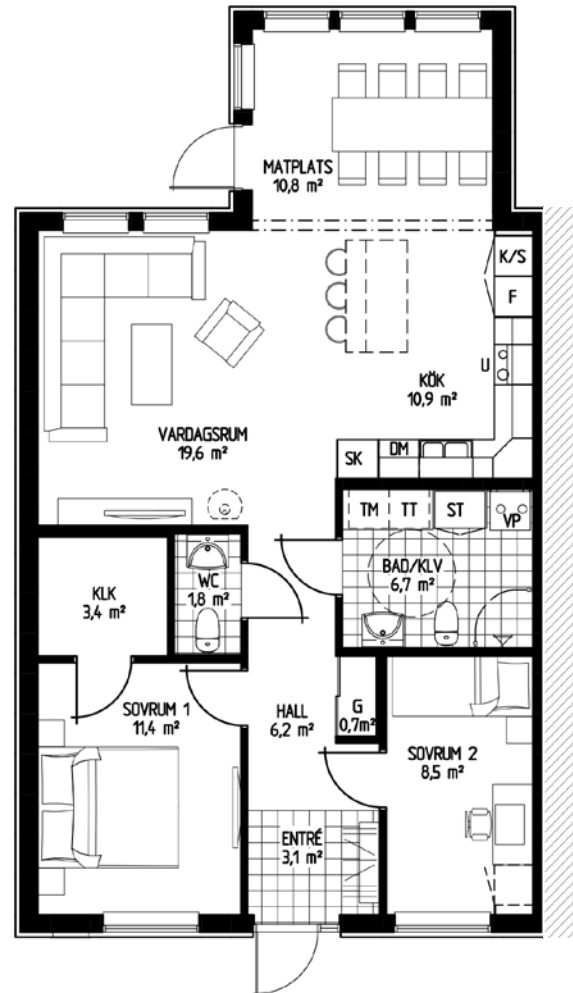 MATPLATS
10,8 m²
K/S
F
U
KÖK
10,9 m²
VARDAGSRUM
19,6 m²
SK
DM
TM
TT
ST
VP
BAD/KLV
6,7 m²
WC
1,8 m²
KLK
3,4 m²
SOVRUM 1
11,4 m²
HALL
6,2 m²
G
0,7m²
SOVRUM 2
8,5 m²
ENTRÉ
3,1 m²